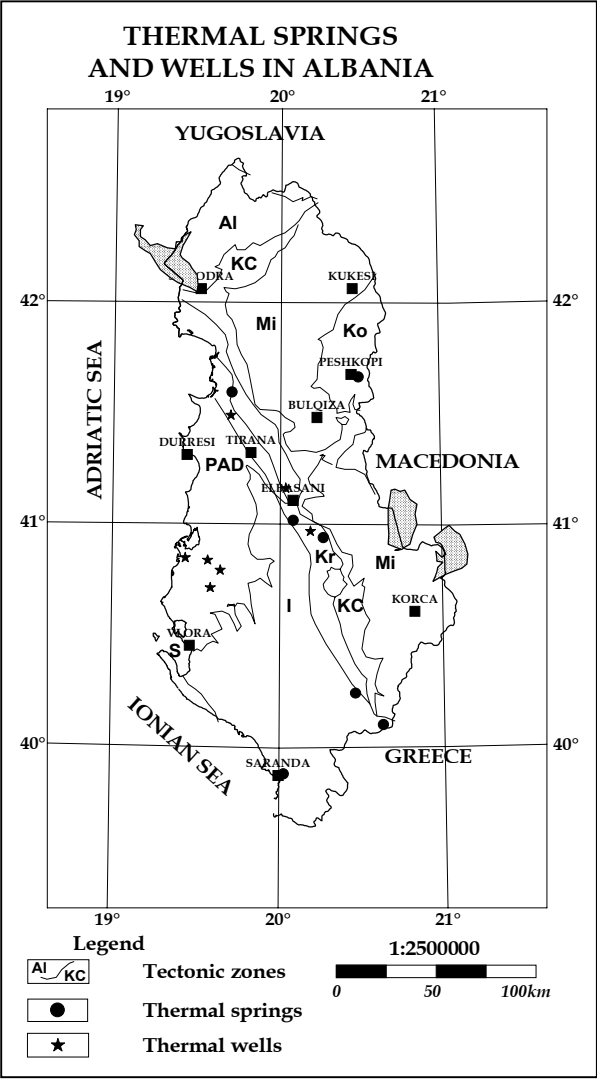 THERMAL SPRINGS
AND WELLS IN ALBANIA
19° 20° 21°
YUGOSLAVIA
Al
KC
ODRA
KUKESI
42° 42°
Mi
Ko
PESHKOPI
BULQIZA
ADRIATIC SEA
DURRESI
TIRANA
PAD
MACEDONIA
ELBASANI
41° 41°
Kr
Mi
I
KC
KORCA
VLORA
S
IONIAN SEA
40° 40°
GREECE
SARANDA
19° 20° 21°
Legend
1:2500000
Al KC
Tectonic zones
0 50 100km
Thermal springs
Thermal wells